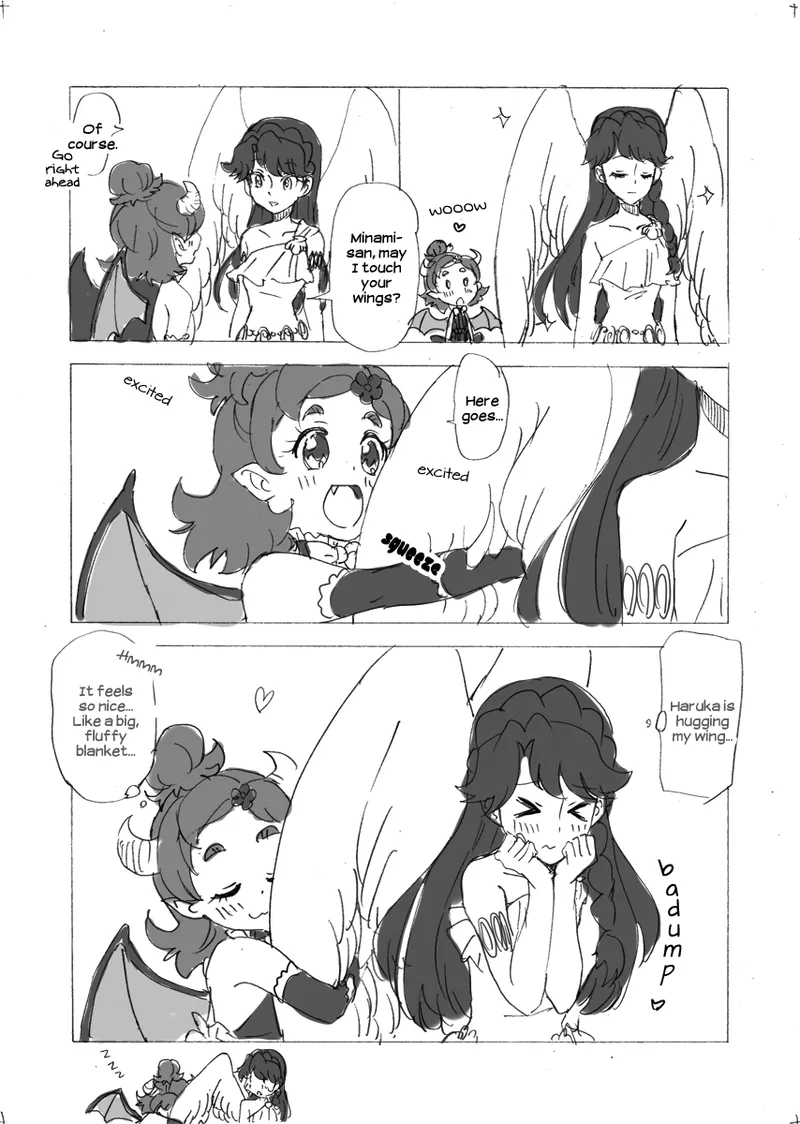 WOOOW
Minami-
san, may
I touch
your
wings?
Of
course.
Go
right
ahead
excited
Here
goes...
excited
squeeze
Haruka is
hugging
my wing...
Hmmm
It feels
so nice...
Like a big,
fluffy
blanket...
badump
z z z